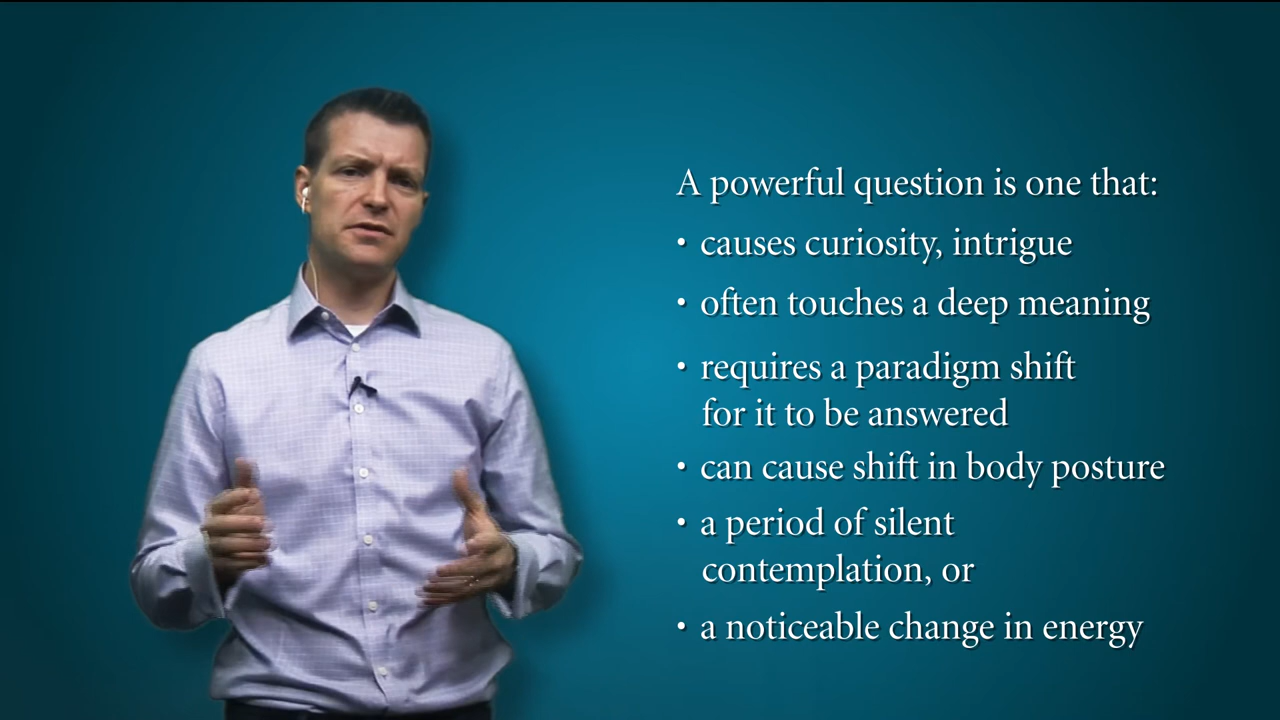 A powerful question is one that:
• causes curiosity, intrigue
• often touches a deep meaning
• requires a paradigm shift
for it to be answered
• can cause shift in body posture
• a period of silent
contemplation, or
• a noticeable change in energy